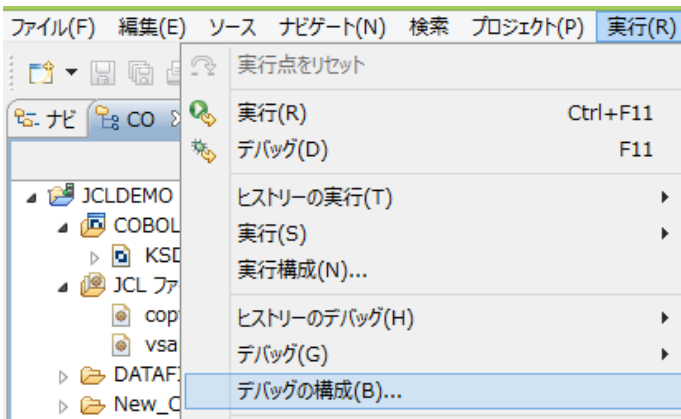 ファイル(F) 編集(E) ソース ナビゲート(N) 検索 プロジェクト(P) 実行(R)
実行点をリセット
ナビ CO
実行(R) Ctrl+F11
デバッグ(D) F11
JCLDEMO
ヒストリーの実行(T)
COBOL
実行(S)
KSD
実行構成(N)...
JCL ファ
cop
ヒストリーのデバッグ(H)
vsa
デバッグ(G)
DATAFI
デバッグの構成(B)...
New_C